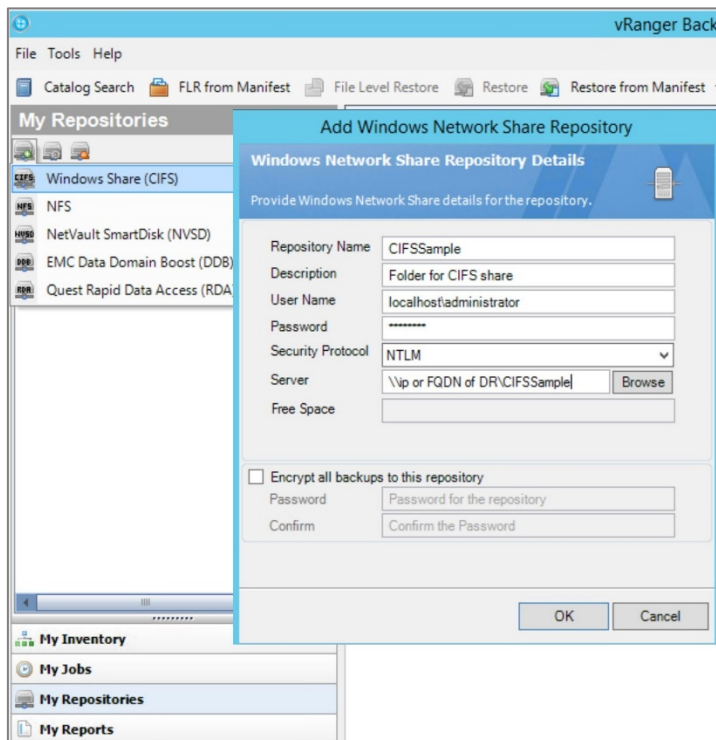 vRanger Back
File Tools Help
Catalog Search FLR from Manifest File Level Restore Restore Restore from Manifest
My Repositories
CIFS Windows Share (CIFS)
NFS NFS
NVSD NetVault SmartDisk (NVSD)
DDB EMC Data Domain Boost (DDB)
RDA Quest Rapid Data Access (RDA
Add Windows Network Share Repository
Windows Network Share Repository Details
Provide Windows Network Share details for the repository.
Repository Name CIFSSample
Description Folder for CIFS share
User Name localhost\administrator
Password ********
Security Protocol NTLM
Server \\ip or FQDN of DR\CIFSSample Browse
Free Space
Encrypt all backups to this repository
Password Password for the repository
Confirm Confirm the Password
OK Cancel
My Inventory
My Jobs
My Repositories
My Reports